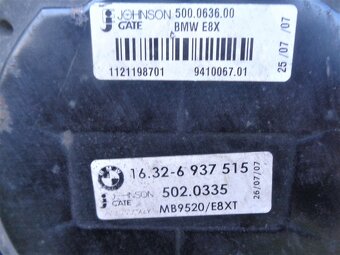 JOHNSON 500.0636.00
GATE BMW E8X
1121198701 9410067.01
25/07/07
16.32-6 937 515
JOHNSON 502.0335
GATE
ITALY MB9520/E8XT
26/07/07